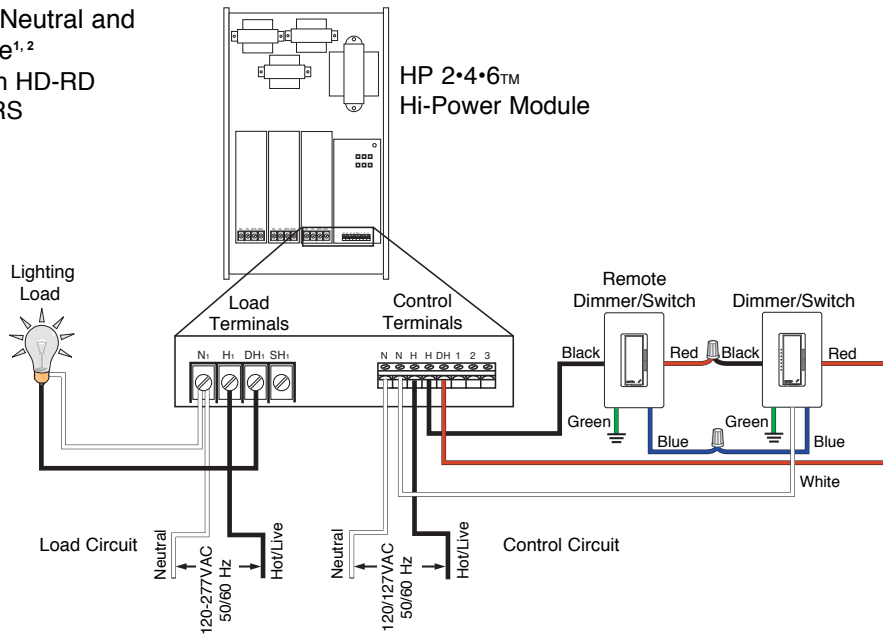 Neutral and
e¹, ²
n HD-RD
RS
HP 2•4•6™
Hi-Power Module
Lighting
Load
Load
Terminals
Control
Terminals
Remote
Dimmer/Switch
Dimmer/Switch
N1 H1 DH1 SH1
N N H H DH 1 2 3
Black
Red
Black
Red
Green
Green
Blue
Blue
White
Load Circuit
Neutral
120-277VAC
50/60 Hz
Hot/Live
Neutral
120/127VAC
50/60 Hz
Hot/Live
Control Circuit